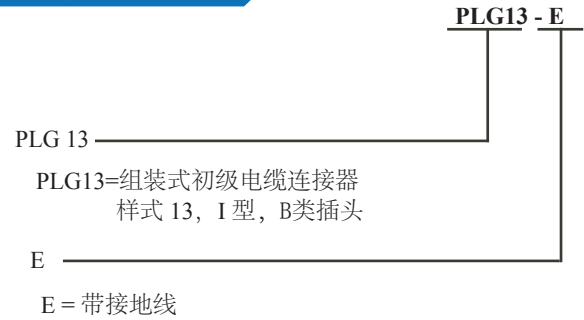 PLG13 - E
PLG 13
PLG13=组装式初级电缆连接器
样式 13, I 型, B类插头
E
E = 带接地线